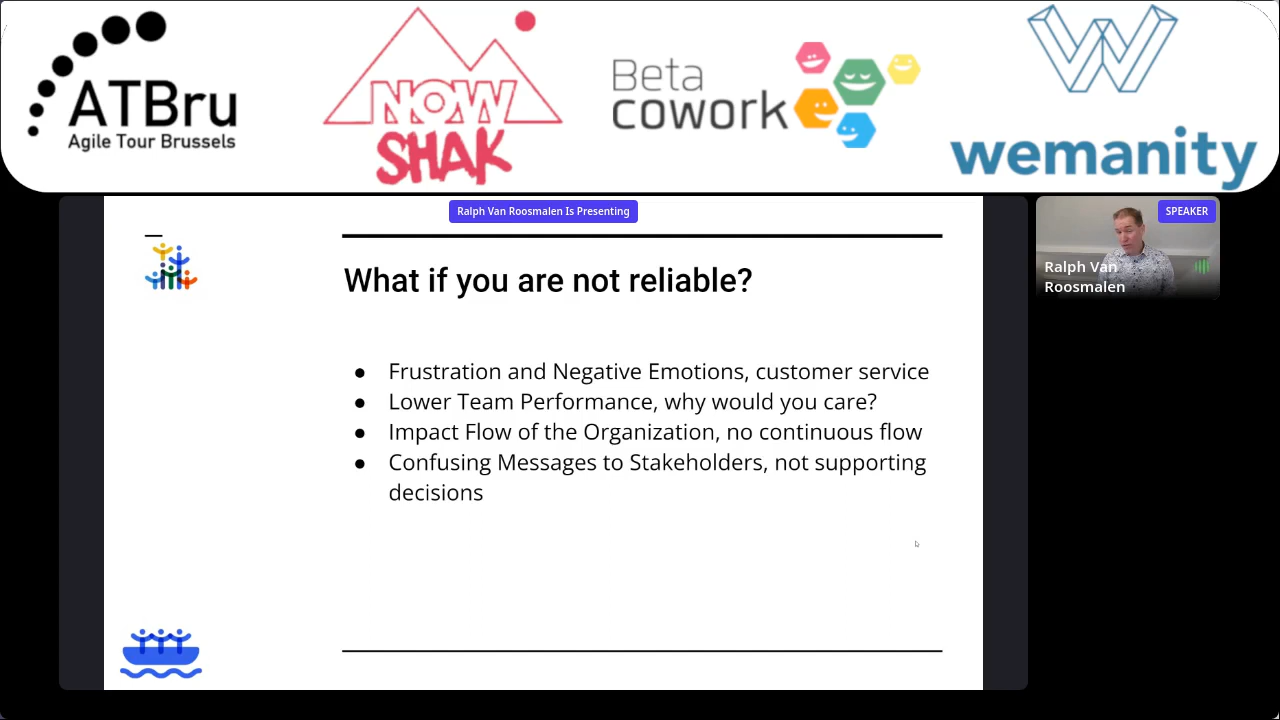 ATBru
Agile Tour Brussels
NOW
SHAK
Beta
cowork
wemanity
Ralph Van Roosmalen Is Presenting
SPEAKER
Ralph Van
Roosmalen
What if you are not reliable?
● Frustration and Negative Emotions, customer service
● Lower Team Performance, why would you care?
● Impact Flow of the Organization, no continuous flow
● Confusing Messages to Stakeholders, not supporting
decisions